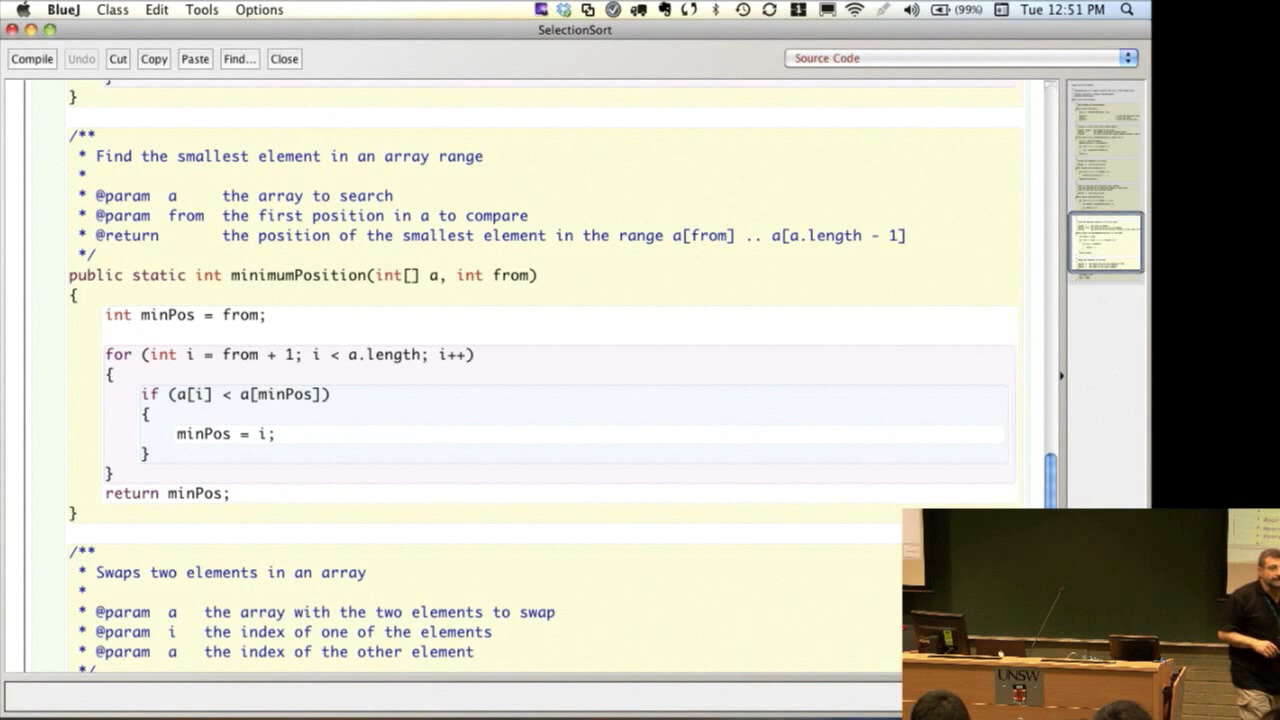 BlueJ Class Edit Tools Options (99%) Tue 12:51 PM
SelectionSort
Compile Undo Cut Copy Paste Find... Close Source Code
}
/**
* Find the smallest element in an array range
*
* @param a the array to search
* @param from the first position in a to compare
* @return the position of the smallest element in the range a[from] .. a[a.length - 1]
*/
public static int minimumPosition(int[] a, int from)
{
int minPos = from;
for (int i = from + 1; i < a.length; i++)
{
if (a[i] < a[minPos])
{
minPos = i;
}
}
return minPos;
}
/**
* Swaps two elements in an array
*
* @param a the array with the two elements to swap
* @param i the index of one of the elements
* @param a the index of the other element
*/
UNSW